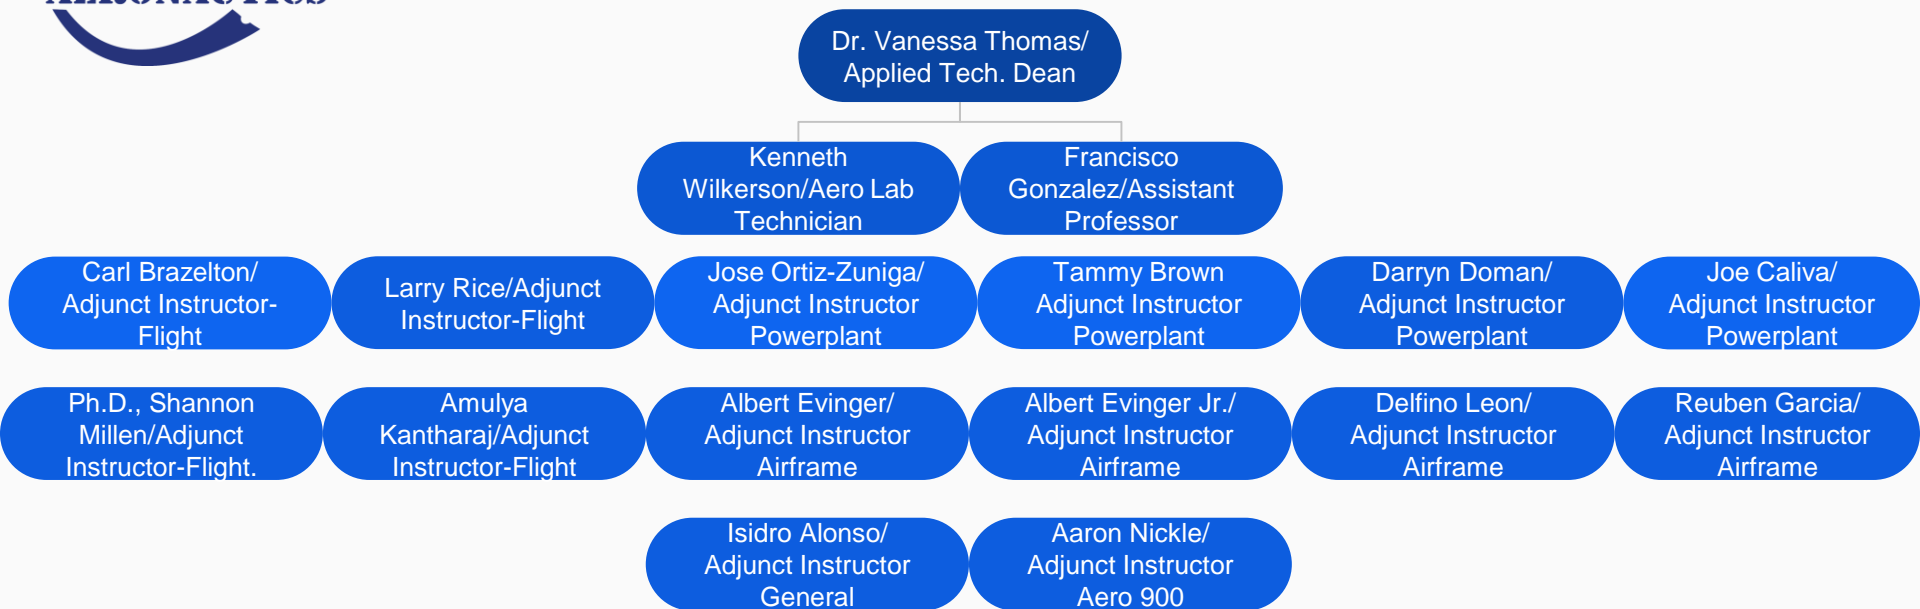 Dr. Vanessa Thomas/
Applied Tech. Dean
Kenneth
Wilkerson/Aero Lab
Technician
Francisco
Gonzalez/Assistant
Professor
Carl Brazelton/
Adjunct Instructor-
Flight
Larry Rice/Adjunct
Instructor-Flight
Jose Ortiz-Zuniga/
Adjunct Instructor
Powerplant
Tammy Brown
Adjunct Instructor
Powerplant
Darryn Doman/
Adjunct Instructor
Powerplant
Joe Caliva/
Adjunct Instructor
Powerplant
Ph.D., Shannon
Millen/Adjunct
Instructor-Flight.
Amulya
Kantharaj/Adjunct
Instructor-Flight
Albert Evinger/
Adjunct Instructor
Airframe
Albert Evinger Jr./
Adjunct Instructor
Airframe
Delfino Leon/
Adjunct Instructor
Airframe
Reuben Garcia/
Adjunct Instructor
Airframe
Isidro Alonso/
Adjunct Instructor
General
Aaron Nickle/
Adjunct Instructor
Aero 900